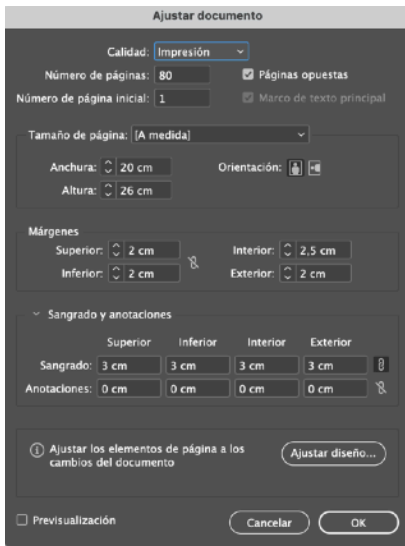 Ajustar documento
Calidad: Impresión
Número de páginas: 80 Páginas opuestas
Número de página inicial: 1 Marco de texto principal
Tamaño de página: [A medida]
Anchura: 20 cm Orientación:
Altura: 26 cm
Márgenes
Superior: 2 cm Interior: 2,5 cm
Inferior: 2 cm Exterior: 2 cm
Sangrado y anotaciones
Superior Inferior Interior Exterior
Sangrado: 3 cm 3 cm 3 cm 3 cm
Anotaciones: 0 cm 0 cm 0 cm 0 cm
Ajustar los elementos de página a los
cambios del documento
Ajustar diseño...
Previsualización Cancelar OK